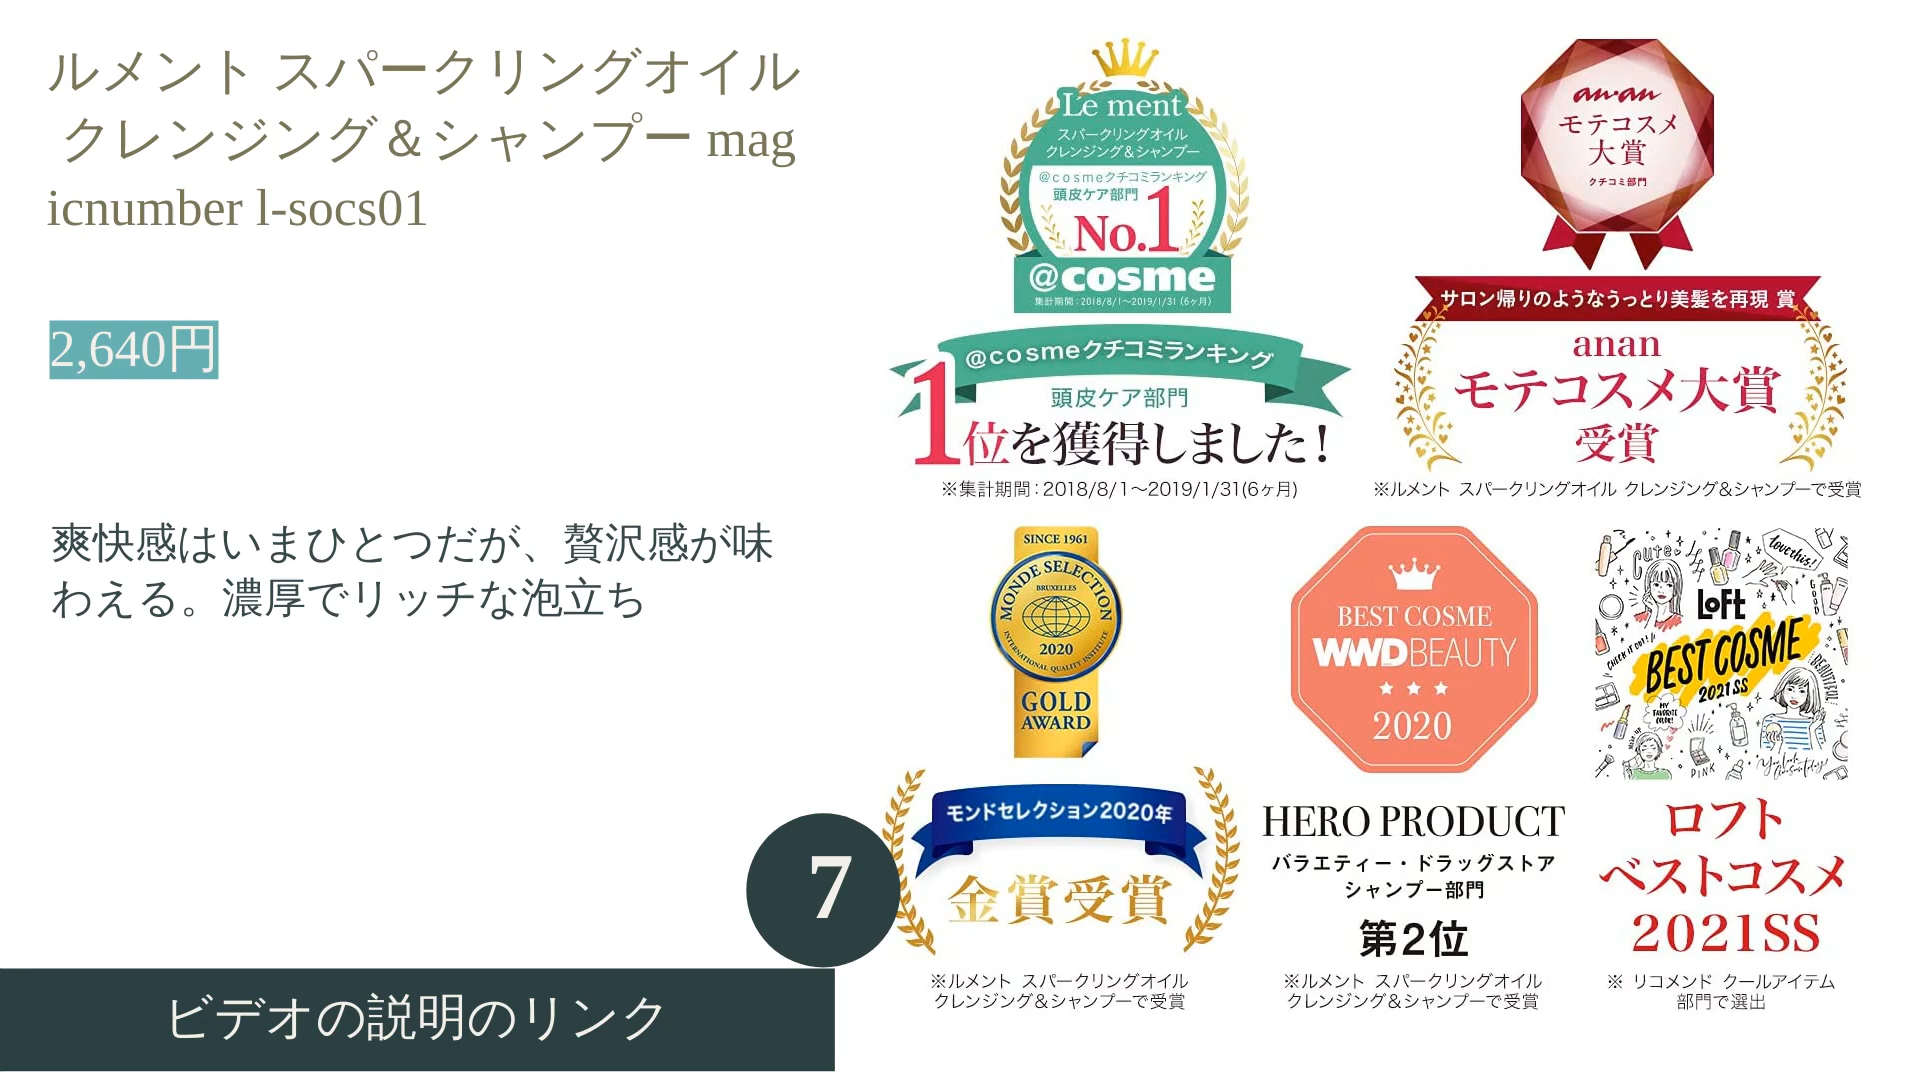 ルメント スパークリングオイル
クレンジング＆シャンプー mag
icnumber l-socs01
2,640円
爽快感はいまひとつだが、贅沢感が味
わえる。濃厚でリッチな泡立ち
7
ビデオの説明のリンク
Le ment
スパークリングオイル
クレンジング&シャンプー
@cosmeクチコミランキング
頭皮ケア部門
No.1
@cosme
集計期間：2018/8/1～2019/1/31 (6ヶ月)
@cosmeクチコミランキング
頭皮ケア部門
1位を獲得しました！
※集計期間：2018/8/1～2019/1/31(6ヶ月)
an・an
モテコスメ
大賞
クチコミ部門
サロン帰りのようなうっとり美髪を再現 賞
anan
モテコスメ大賞
受賞
※ルメント スパークリングオイル クレンジング&シャンプーで受賞
SINCE 1961
MONDE SELECTION
BRUXELLES
INTERNATIONAL QUALITY INSTITUTE
2020
GOLD
AWARD
モンドセレクション2020年
金賞受賞
※ルメント スパークリングオイル
クレンジング&シャンプーで受賞
BEST COSME
WWDBEAUTY
2020
HERO PRODUCT
バラエティー・ドラッグストア
シャンプー部門
第2位
※ルメント スパークリングオイル
クレンジング&シャンプーで受賞
cute
love this!
GOOD
LOFT
CHECK IT OUT!
BEST COSME
2021SS
BEAUTIFUL
MY
FAVORITE
COLOR!
make up
PINK
ロフト
ベストコスメ
2021SS
※ リコメンド クールアイテム
部門で選出